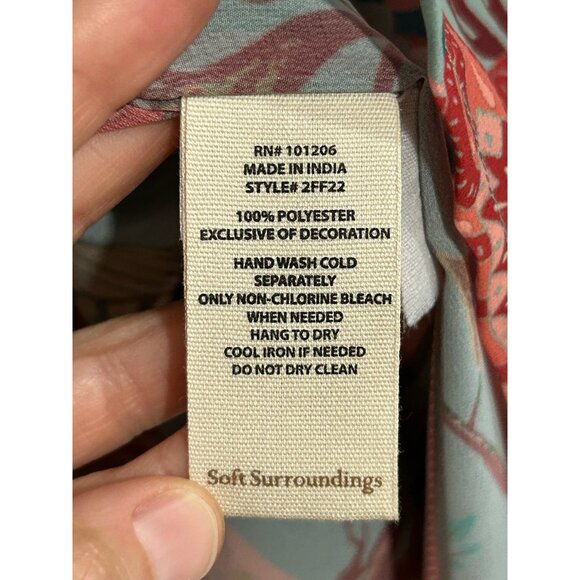 RN# 101206
MADE IN INDIA
STYLE# 2FF22
100% POLYESTER
EXCLUSIVE OF DECORATION
HAND WASH COLD
SEPARATELY
ONLY NON-CHLORINE BLEACH
WHEN NEEDED
HANG TO DRY
COOL IRON IF NEEDED
DO NOT DRY CLEAN
Soft Surroundings